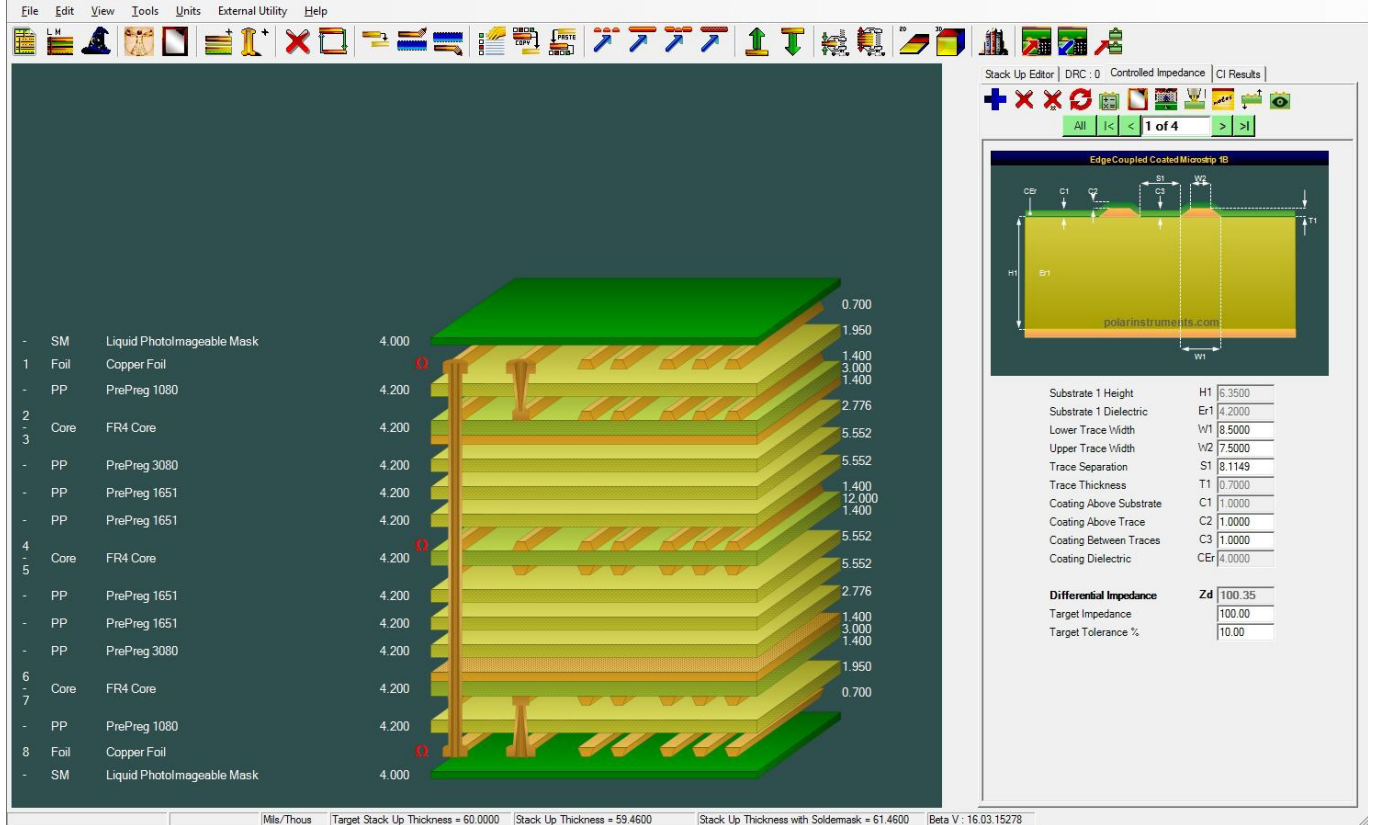 File Edit View Tools Units External Utility Help
Stack Up Editor DRC : 0 Controlled Impedance CI Results
All |< < 1 of 4 > >|
Edge Coupled Coated Microstrip 1B
CEr C1 C2 S1 C3 W2 T1
H1 Er1
polarinstruments.com
W1
0.700
- SM Liquid PhotoImageable Mask 4.000 1.950
1 Foil Copper Foil Ω 1.400
3.000
- PP PrePreg 1080 4.200 1.400
2 - 3 Core FR4 Core 4.200 2.776
5.552
- PP PrePreg 3080 4.200 5.552
- PP PrePreg 1651 4.200 1.400
12.000
- PP PrePreg 1651 4.200 1.400
4 - 5 Core FR4 Core Ω 4.200 5.552
5.552
- PP PrePreg 1651 4.200 2.776
- PP PrePreg 1651 4.200 1.400
3.000
- PP PrePreg 3080 4.200 1.400
6 - 7 Core FR4 Core 4.200 1.950
0.700
- PP PrePreg 1080 4.200
8 Foil Copper Foil Ω
- SM Liquid PhotoImageable Mask 4.000
Substrate 1 Height H1 6.3500
Substrate 1 Dielectric Er1 4.2000
Lower Trace Width W1 8.5000
Upper Trace Width W2 7.5000
Trace Separation S1 8.1149
Trace Thickness T1 0.7000
Coating Above Substrate C1 1.0000
Coating Above Trace C2 1.0000
Coating Between Traces C3 1.0000
Coating Dielectric CEr 4.0000
Differential Impedance Zd 100.35
Target Impedance 100.00
Target Tolerance % 10.00
Mils/Thous Target Stack Up Thickness = 60.0000 Stack Up Thickness = 59.4600 Stack Up Thickness with Soldermask = 61.4600 Beta V : 16.03.15278